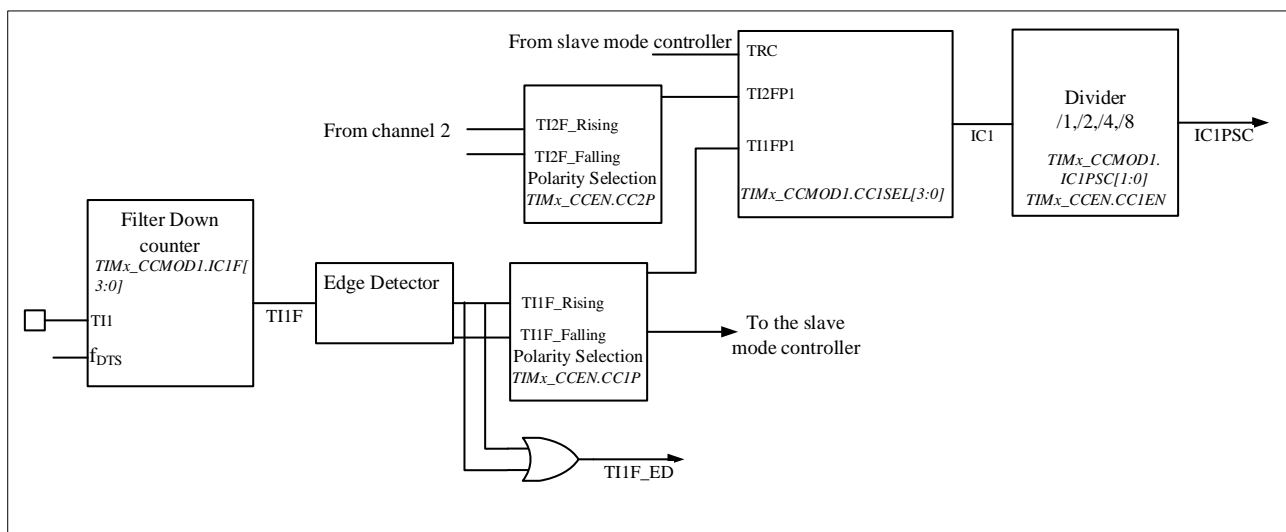 From slave mode controller
TRC
TI2FP1
TI1FP1
TIMx_CCMOD1.CC1SEL[3:0]
IC1
Divider
/1,/2,/4,/8
TIMx_CCMOD1.
IC1PSC[1:0]
TIMx_CCEN.CC1EN
IC1PSC
From channel 2
TI2F_Rising
TI2F_Falling
Polarity Selection
TIMx_CCEN.CC2P
Filter Down
counter
TIMx_CCMOD1.IC1F[
3:0]
TI1
fDTS
TI1F
Edge Detector
TI1F_Rising
TI1F_Falling
Polarity Selection
TIMx_CCEN.CC1P
To the slave
mode controller
TI1F_ED